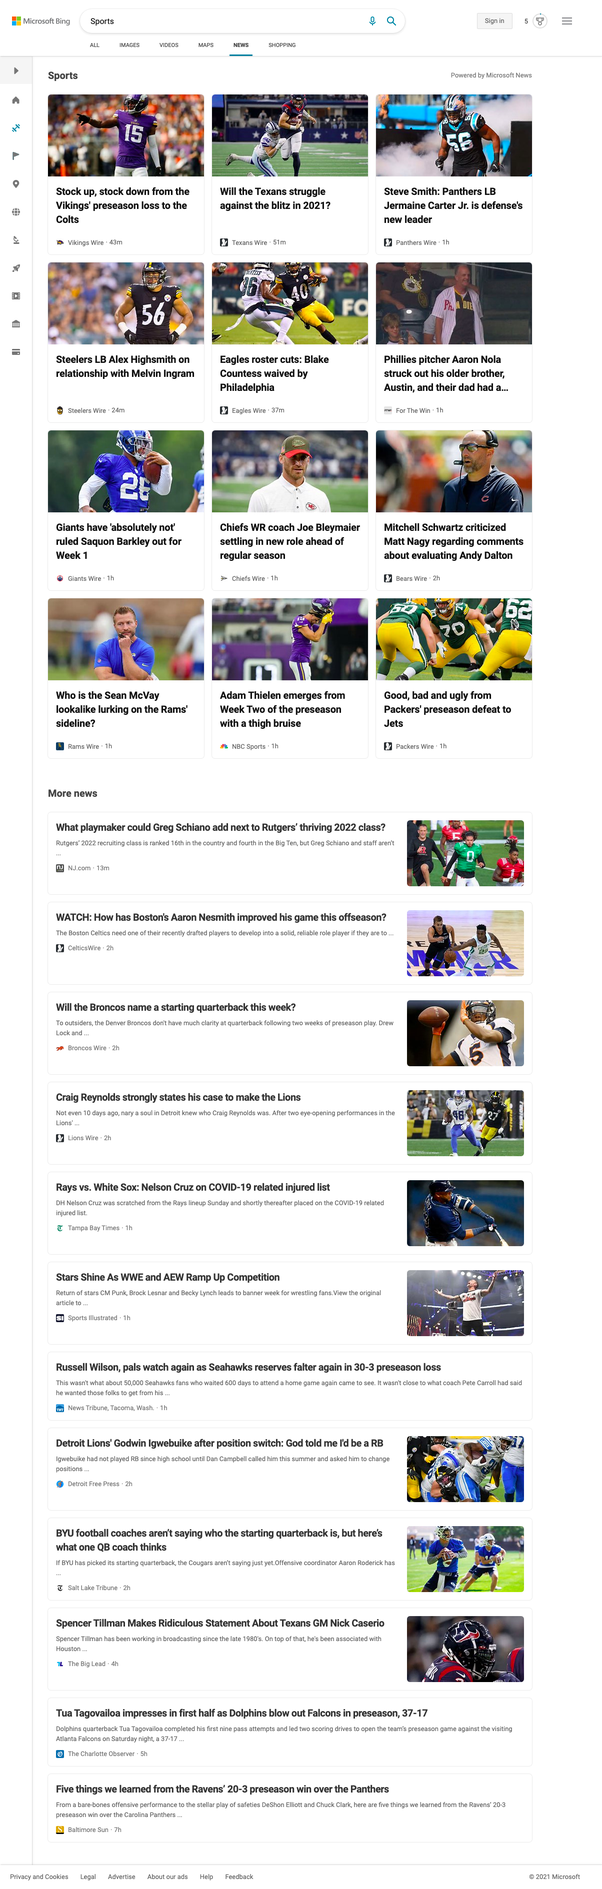 Microsoft Bing
Sports
Sign in
5
ALL IMAGES VIDEOS MAPS NEWS SHOPPING
Sports
Powered by Microsoft News
Stock up, stock down from the
Vikings' preseason loss to the
Colts
Vikings Wire · 43m
Will the Texans struggle
against the blitz in 2021?
Texans Wire · 51m
Steve Smith: Panthers LB
Jermaine Carter Jr. is defense's
new leader
Panthers Wire · 1h
Steelers LB Alex Highsmith on
relationship with Melvin Ingram
Steelers Wire · 24m
Eagles roster cuts: Blake
Countess waived by
Philadelphia
Eagles Wire · 37m
Phillies pitcher Aaron Nola
struck out his older brother,
Austin, and their dad had a...
For The Win · 1h
Giants have 'absolutely not'
ruled Saquon Barkley out for
Week 1
Giants Wire · 1h
Chiefs WR coach Joe Bleymaier
settling in new role ahead of
regular season
Chiefs Wire · 1h
Mitchell Schwartz criticized
Matt Nagy regarding comments
about evaluating Andy Dalton
Bears Wire · 2h
Who is the Sean McVay
lookalike lurking on the Rams'
sideline?
Rams Wire · 1h
Adam Thielen emerges from
Week Two of the preseason
with a thigh bruise
NBC Sports · 1h
Good, bad and ugly from
Packers' preseason defeat to
Jets
Packers Wire · 1h
More news
What playmaker could Greg Schiano add next to Rutgers' thriving 2022 class?
Rutgers' 2022 recruiting class is ranked 16th in the country and fourth in the Big Ten, but Greg Schiano and staff aren't
...
NJ.com · 13m
WATCH: How has Boston's Aaron Nesmith improved his game this offseason?
The Boston Celtics need one of their recently drafted players to develop into a solid, reliable role player if they are to ...
CelticsWire · 2h
Will the Broncos name a starting quarterback this week?
To outsiders, the Denver Broncos don't have much clarity at quarterback following two weeks of preseason play. Drew
Lock and ...
Broncos Wire · 2h
Craig Reynolds strongly states his case to make the Lions
Not even 10 days ago, nary a soul in Detroit knew who Craig Reynolds was. After two eye-opening performances in the
Lions' ...
Lions Wire · 2h
Rays vs. White Sox: Nelson Cruz on COVID-19 related injured list
DH Nelson Cruz was scratched from the Rays lineup Sunday and shortly thereafter placed on the COVID-19 related
injured list.
Tampa Bay Times · 1h
Stars Shine As WWE and AEW Ramp Up Competition
Return of stars CM Punk, Brock Lesnar and Becky Lynch leads to banner week for wrestling fans.View the original
article to ...
Sports Illustrated · 1h
Russell Wilson, pals watch again as Seahawks reserves falter again in 30-3 preseason loss
This wasn't what about 50,000 Seahawks fans who waited 600 days to attend a home game again came to see. It wasn't close to what coach Pete Carroll had said
he wanted those folks to get from his ...
News Tribune, Tacoma, Wash. · 1h
Detroit Lions' Godwin Igwebuike after position switch: God told me I'd be a RB
Igwebuike had not played RB since high school until Dan Campbell called him this summer and asked him to change
positions ...
Detroit Free Press · 2h
BYU football coaches aren't saying who the starting quarterback is, but here's
what one QB coach thinks
If BYU has picked its starting quarterback, the Cougars aren't saying just yet.Offensive coordinator Aaron Roderick has
...
Salt Lake Tribune · 2h
Spencer Tillman Makes Ridiculous Statement About Texans GM Nick Caserio
Spencer Tillman has been working in broadcasting since the late 1980's. On top of that, he's been associated with
Houston ...
The Big Lead · 4h
Tua Tagovailoa impresses in first half as Dolphins blow out Falcons in preseason, 37-17
Dolphins quarterback Tua Tagovailoa completed his first nine pass attempts and led two scoring drives to open the team's preseason game against the visiting
Atlanta Falcons on Saturday night, a 37-17 ...
The Charlotte Observer · 5h
Five things we learned from the Ravens' 20-3 preseason win over the Panthers
From a bare-bones offensive performance to the stellar play of safeties DeShon Elliott and Chuck Clark, here are five things we learned from the Ravens' 20-3
preseason win over the Carolina Panthers ...
Baltimore Sun · 7h
Privacy and Cookies Legal Advertise About our ads Help Feedback
© 2021 Microsoft